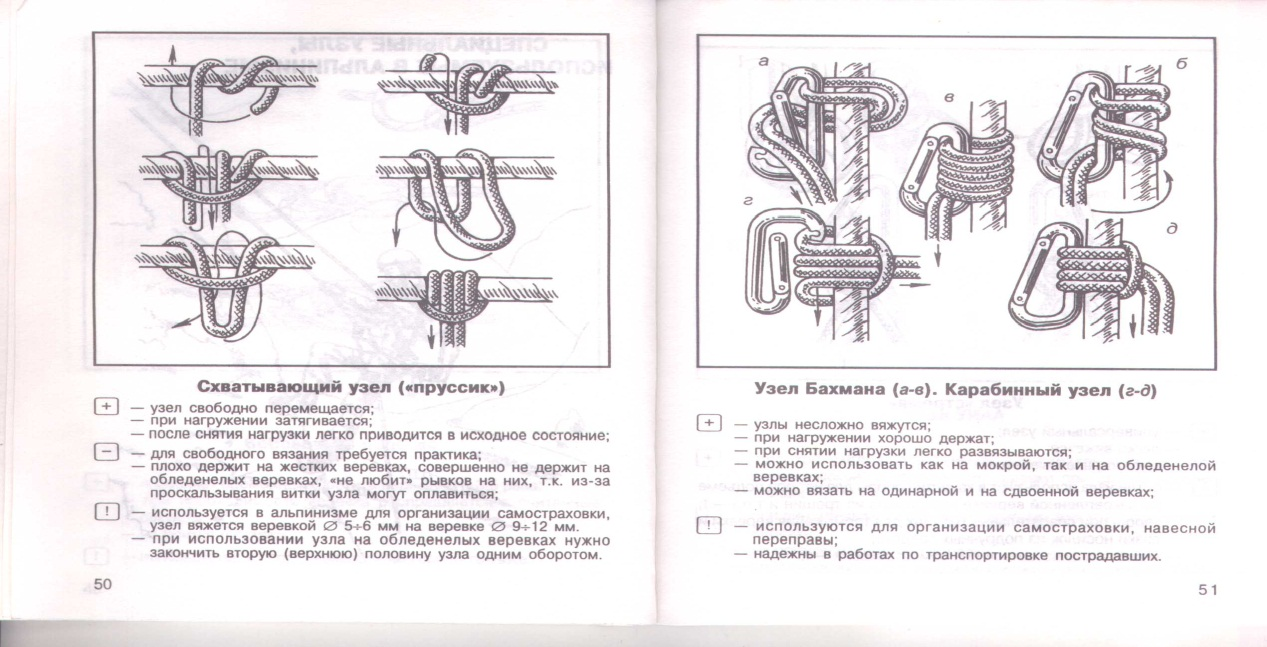 Схватывающий узел («пруссик»)
+ — узел свободно перемещается;
— при нагружении затягивается;
— после снятия нагрузки легко приводится в исходное состояние;
− — для свободного вязания требуется практика;
— плохо держит на жестких веревках, совершенно не держит на
обледенелых веревках, «не любит» рывков на них, т.к. из-за
проскальзывания витки узла могут оплавиться;
! — используется в альпинизме для организации самостраховки,
узел вяжется веревкой ∅ 5÷6 мм на веревке ∅ 9÷12 мм.
— при использовании узла на обледенелых веревках нужно
закончить вторую (верхнюю) половину узла одним оборотом.
50
а
б
в
г
д
Узел Бахмана (а-в). Карабинный узел (г-д)
+ — узлы несложно вяжутся;
— при нагружении хорошо держат;
— при снятии нагрузки легко развязываются;
— можно использовать как на мокрой, так и на обледенелой
веревках;
— можно вязать на одинарной и на сдвоенной веревках;
! — используются для организации самостраховки, навесной
переправы;
— надежны в работах по транспортировке пострадавших.
51